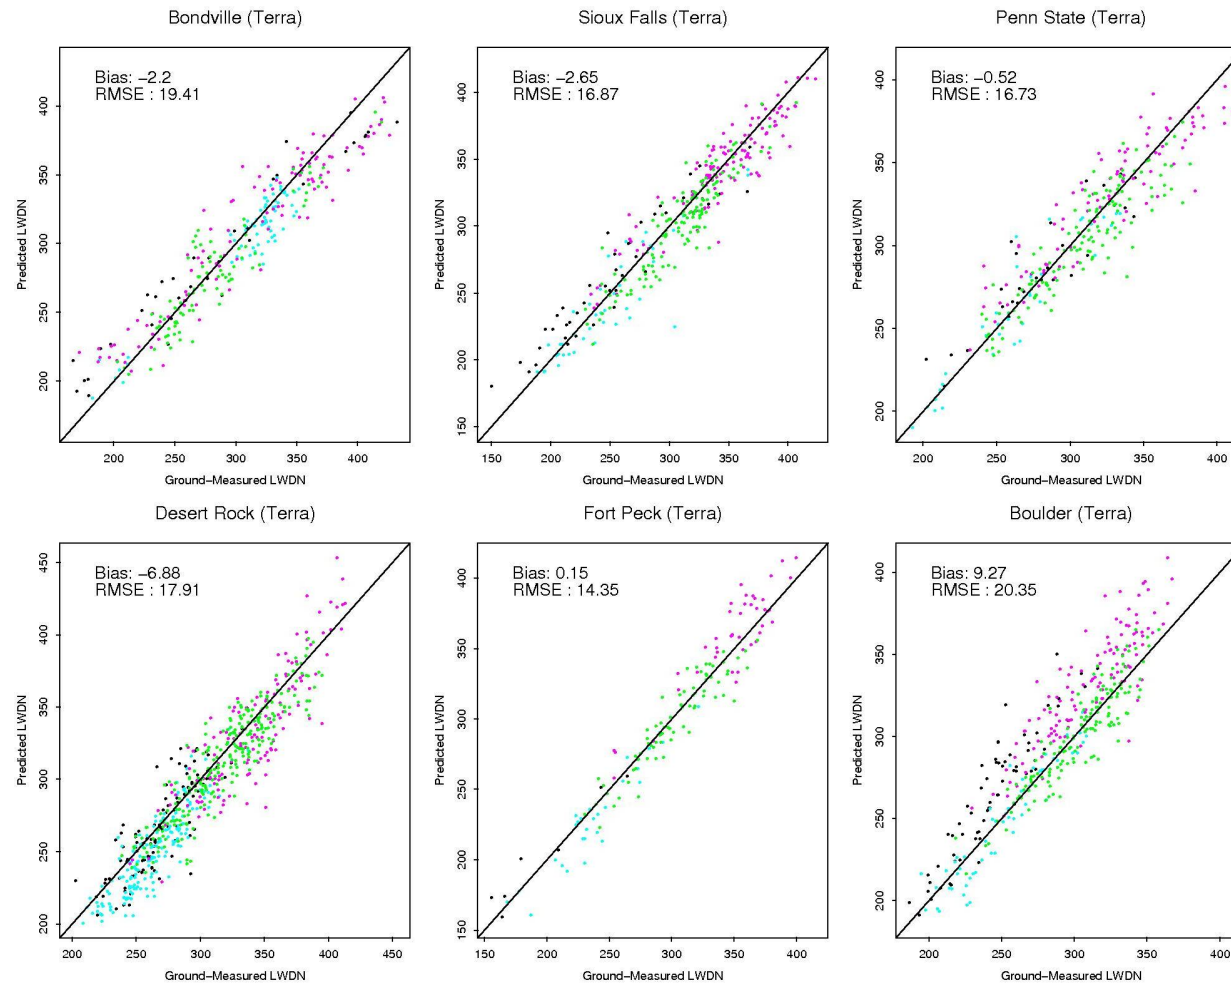 Bondville (Terra)
Bias: −2.2
RMSE : 19.41
Predicted LWDN
400
350
300
250
200
200 250 300 350 400
Ground−Measured LWDN
Sioux Falls (Terra)
Bias: −2.65
RMSE : 16.87
Predicted LWDN
400
350
300
250
200
150
150 200 250 300 350 400
Ground−Measured LWDN
Penn State (Terra)
Bias: −0.52
RMSE : 16.73
Predicted LWDN
400
350
300
250
200
200 250 300 350 400
Ground−Measured LWDN
Desert Rock (Terra)
Bias: −6.88
RMSE : 17.91
Predicted LWDN
450
400
350
300
250
200
200 250 300 350 400 450
Ground−Measured LWDN
Fort Peck (Terra)
Bias: 0.15
RMSE : 14.35
Predicted LWDN
400
350
300
250
200
150
150 200 250 300 350 400
Ground−Measured LWDN
Boulder (Terra)
Bias: 9.27
RMSE : 20.35
Predicted LWDN
400
350
300
250
200
200 250 300 350 400
Ground−Measured LWDN